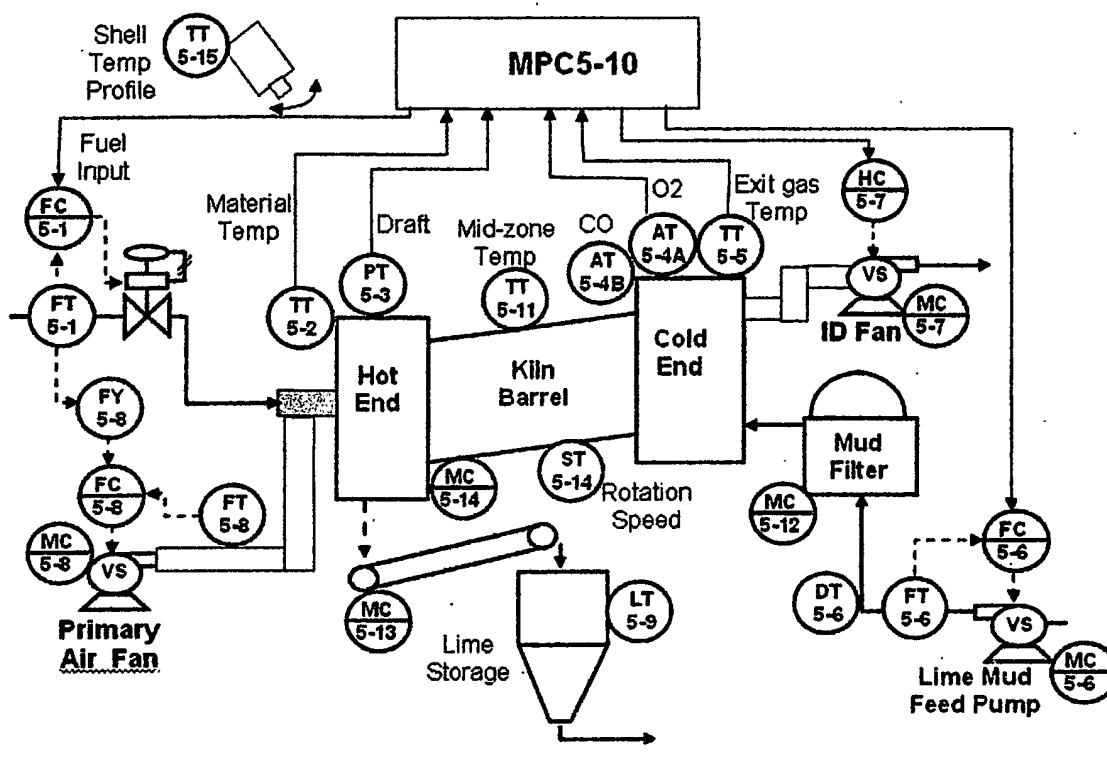 Shell
Temp
Profile
TT
5-15
MPC5-10
Fuel
Input
FC
5-1
FT
5-1
FY
5-8
FC
5-8
FT
5-8
MC
5-8
VS
Primary
Air Fan
Material
Temp
TT
5-2
Draft
PT
5-3
Mid-zone
Temp
TT
5-11
CO
AT
5-4B
O2
AT
5-4A
Exit gas
Temp
TT
5-5
HC
5-7
VS
MC
5-7
ID Fan
Hot
End
Kiln
Barrel
Cold
End
MC
5-14
ST
5-14
Rotation
Speed
Mud
Filter
MC
5-12
MC
5-13
Lime
Storage
LT
5-9
DT
5-6
FT
5-6
FC
5-6
VS
MC
5-6
Lime Mud
Feed Pump